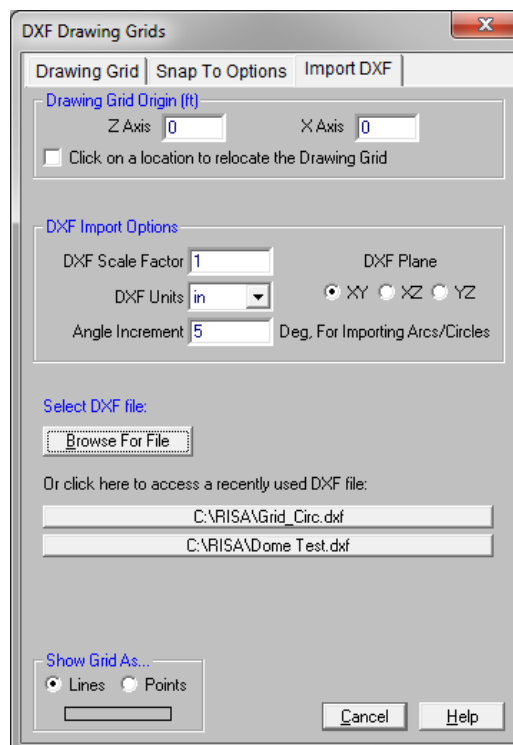 DXF Drawing Grids
Drawing Grid Snap To Options Import DXF
Drawing Grid Origin (ft)
Z Axis 0 X Axis 0
Click on a location to relocate the Drawing Grid
DXF Import Options
DXF Scale Factor 1 DXF Plane
DXF Units in XY XZ YZ
Angle Increment 5 Deg, For Importing Arcs/Circles
Select DXF file:
Browse For File
Or click here to access a recently used DXF file:
C:\RISA\Grid_Circ.dxf
C:\RISA\Dome Test.dxf
Show Grid As...
Lines Points
Cancel Help